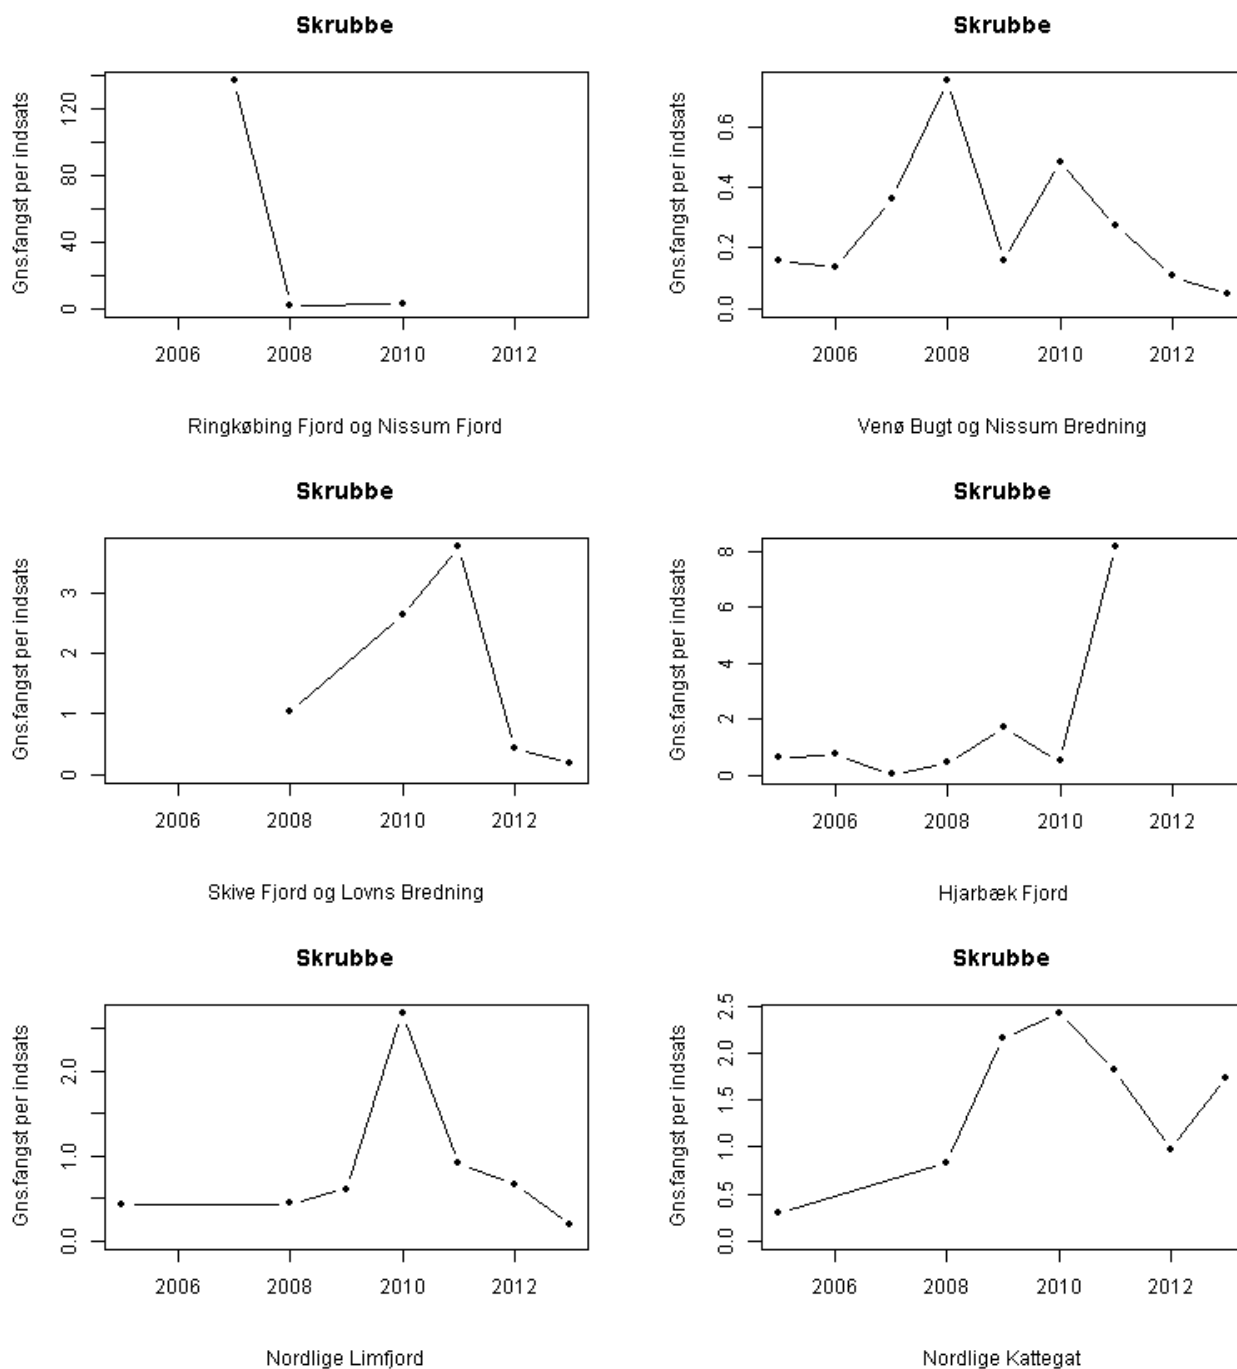 Skrubbe
Gns.fangst per indsats
0 40 80 120
2006 2008 2010 2012
Ringkøbing Fjord og Nissum Fjord
Skrubbe
Gns.fangst per indsats
0.0 0.2 0.4 0.6
2006 2008 2010 2012
Venø Bugt og Nissum Bredning
Skrubbe
Gns.fangst per indsats
0 1 2 3
2006 2008 2010 2012
Skive Fjord og Lovns Bredning
Skrubbe
Gns.fangst per indsats
0 2 4 6 8
2006 2008 2010 2012
Hjarbæk Fjord
Skrubbe
Gns.fangst per indsats
0.0 1.0 2.0
2006 2008 2010 2012
Nordlige Limfjord
Skrubbe
Gns.fangst per indsats
0.0 0.5 1.0 1.5 2.0 2.5
2006 2008 2010 2012
Nordlige Kattegat